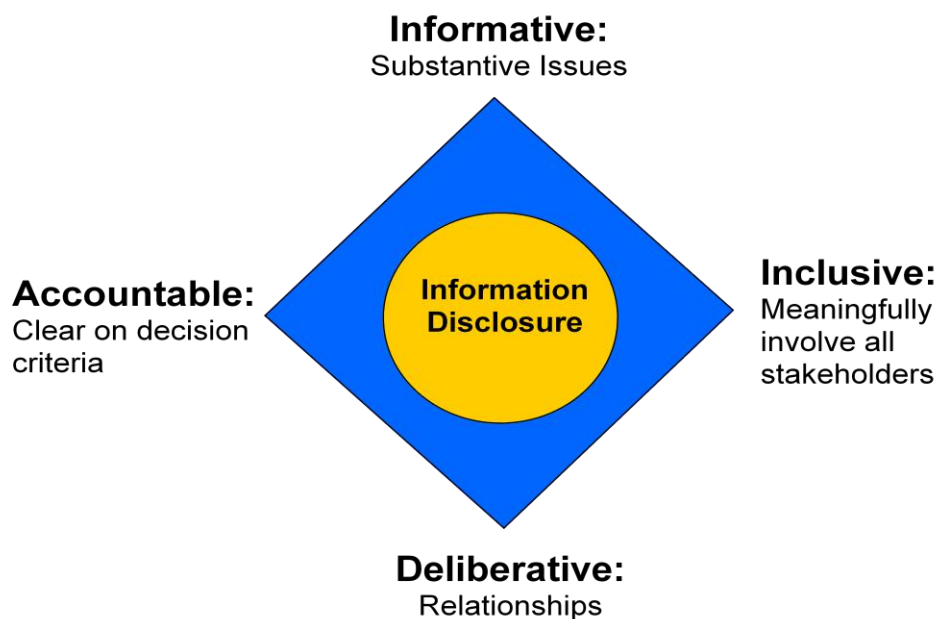 Informative:
Substantive Issues
Accountable:
Clear on decision
criteria
Information
Disclosure
Inclusive:
Meaningfully
involve all
stakeholders
Deliberative:
Relationships